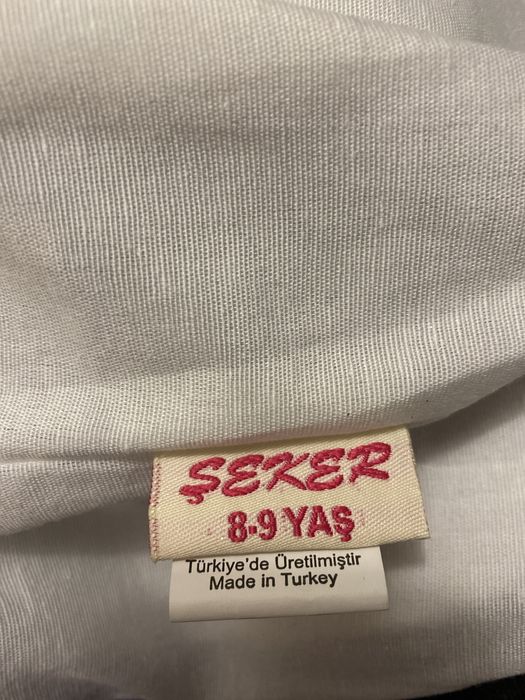 ŞEKER
8-9 YAŞ
Türkiye'de Üretilmiştir
Made in Turkey